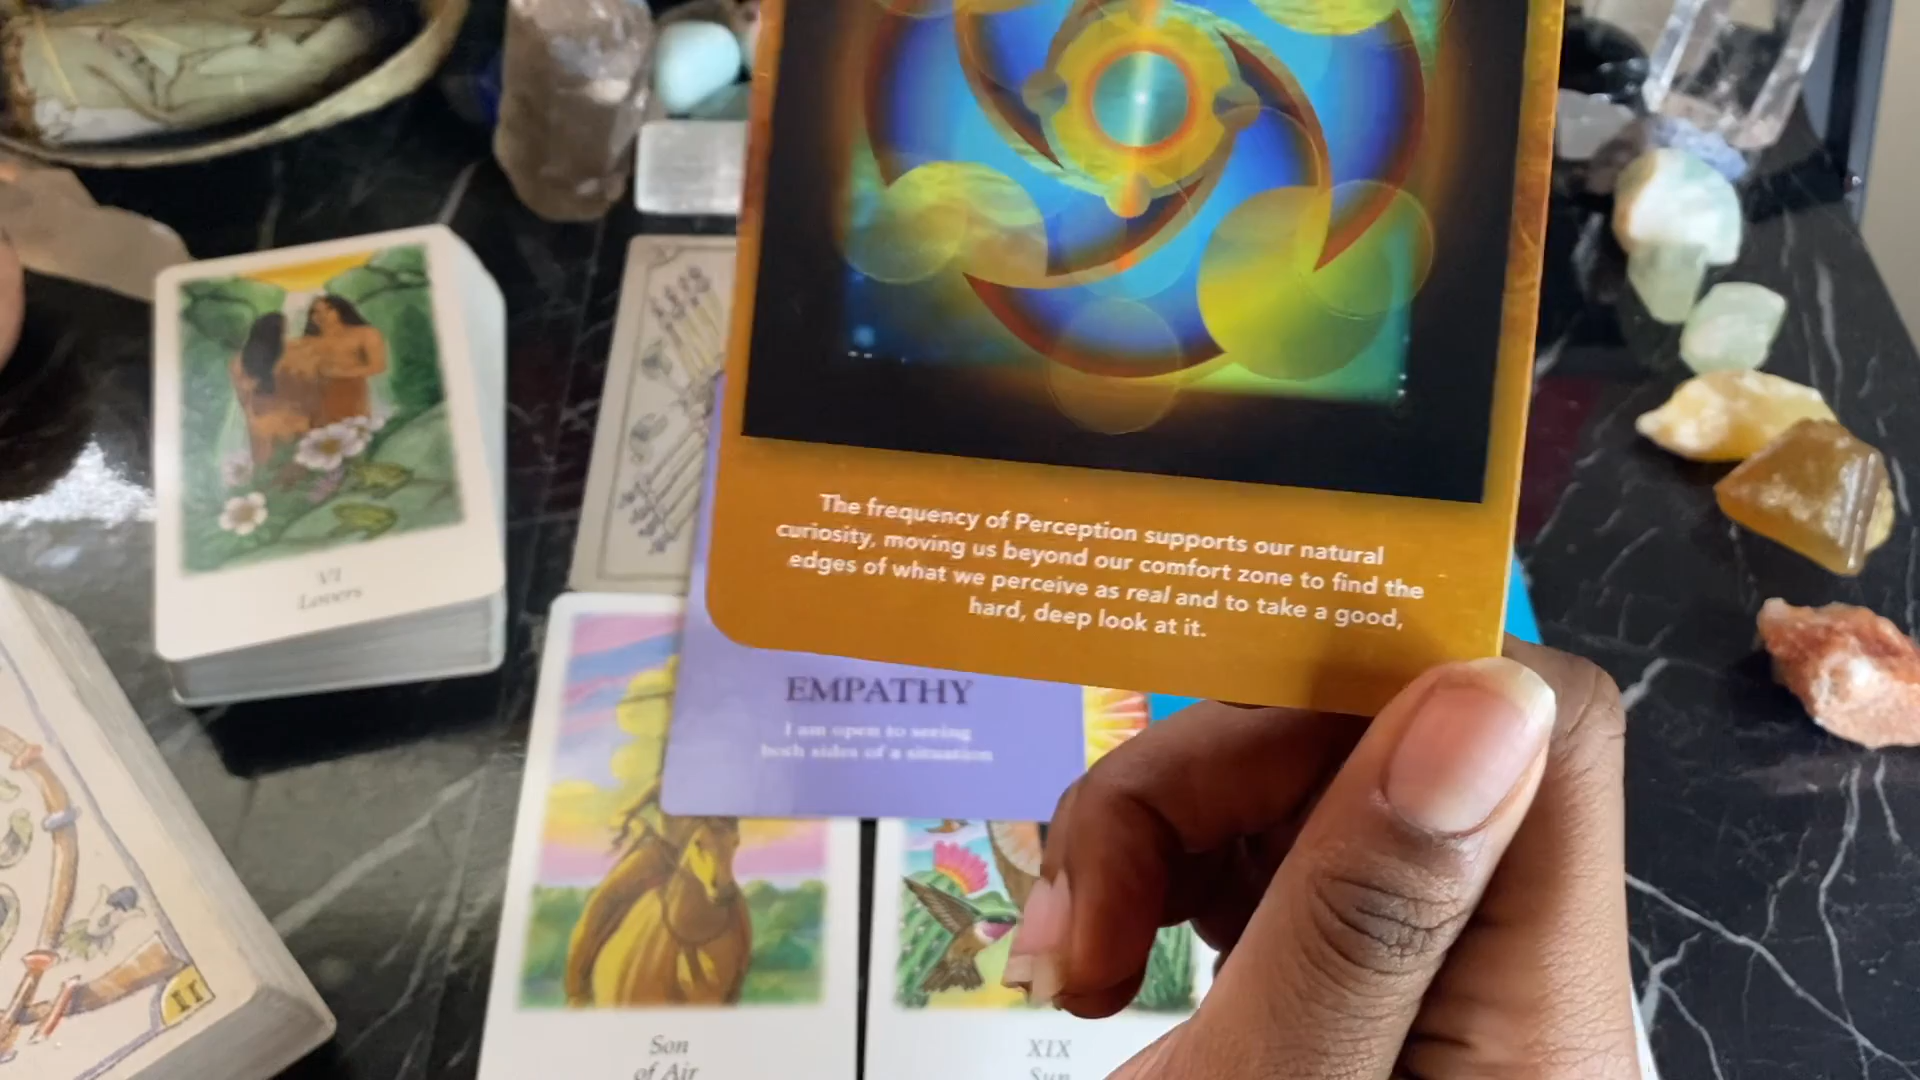 The frequency of Perception supports our natural
curiosity, moving us beyond our comfort zone to find the
edges of what we perceive as real and to take a good,
hard, deep look at it.
VI
Lovers
EMPATHY
I am open to seeing
both sides of a situation
II
Son
of Air
XIX
Sun